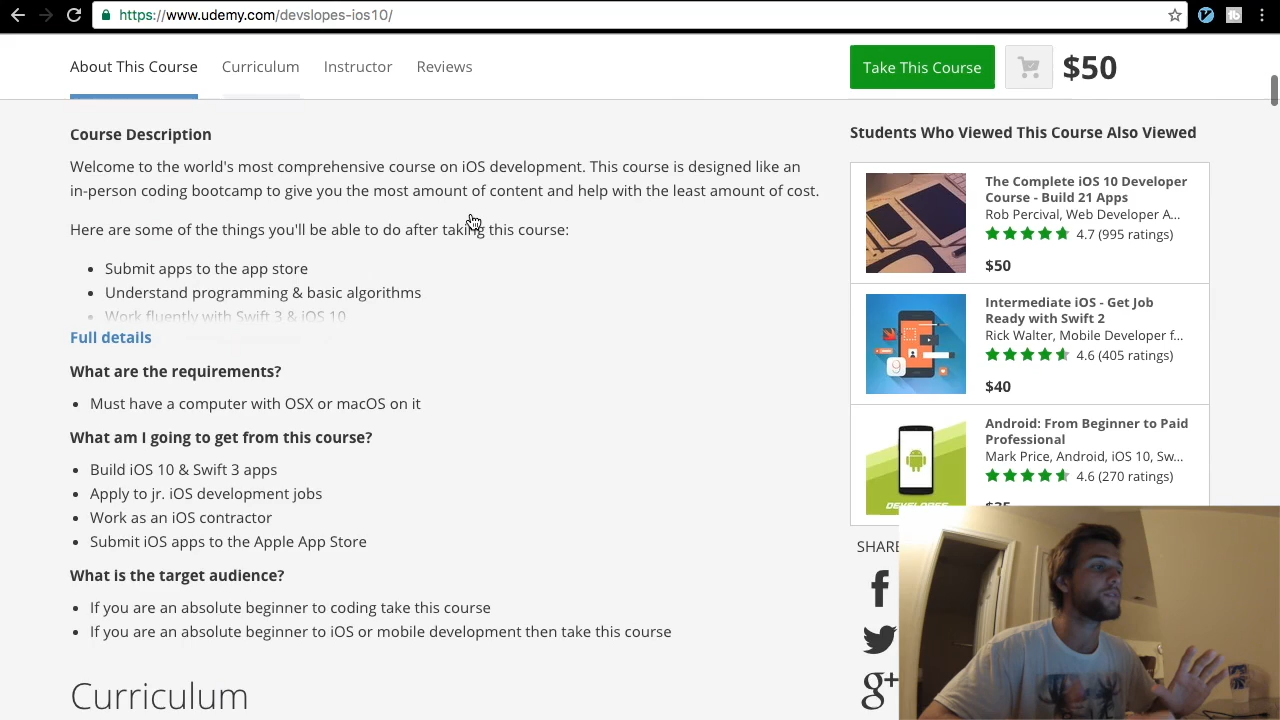 https://www.udemy.com/devslopes-ios10/
About This Course
Curriculum
Instructor
Reviews
Take This Course
$50
Course Description
Welcome to the world's most comprehensive course on iOS development. This course is designed like an
in-person coding bootcamp to give you the most amount of content and help with the least amount of cost.
Here are some of the things you'll be able to do after taking this course:
• Submit apps to the app store
• Understand programming & basic algorithms
• Work fluently with Swift 3 & iOS 10
Full details
What are the requirements?
• Must have a computer with OSX or macOS on it
What am I going to get from this course?
• Build iOS 10 & Swift 3 apps
• Apply to jr. iOS development jobs
• Work as an iOS contractor
• Submit iOS apps to the Apple App Store
What is the target audience?
• If you are an absolute beginner to coding take this course
• If you are an absolute beginner to iOS or mobile development then take this course
Curriculum
Students Who Viewed This Course Also Viewed
The Complete iOS 10 Developer
Course - Build 21 Apps
Rob Percival, Web Developer A...
4.7 (995 ratings)
$50
Intermediate iOS - Get Job
Ready with Swift 2
Rick Walter, Mobile Developer f...
4.6 (405 ratings)
$40
9
Android: From Beginner to Paid
Professional
Mark Price, Android, iOS 10, Sw...
4.6 (270 ratings)
SHARE